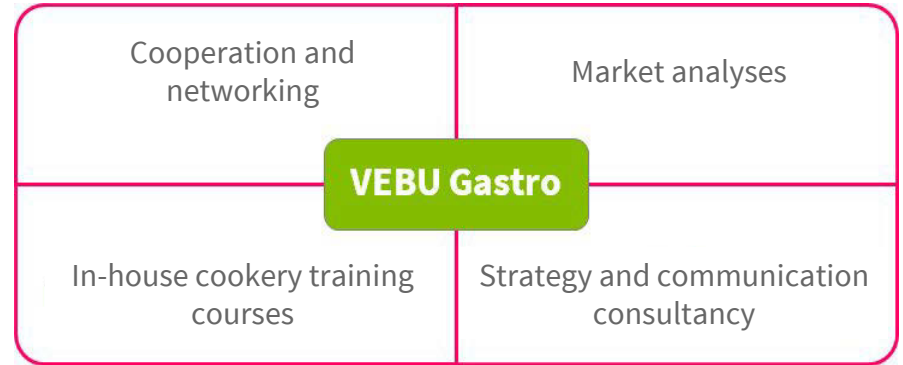 Cooperation and
networking
Market analyses
VEBU Gastro
In-house cookery training
courses
Strategy and communication
consultancy